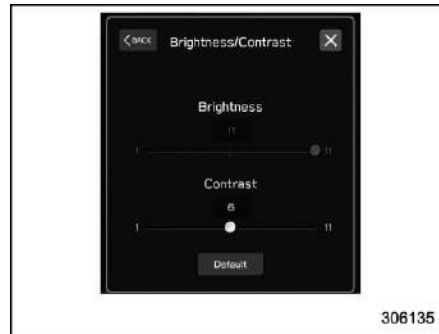 BACK Brightness/Contrast
Brightness
11
1 11
Contrast
6
1 11
Default
306135